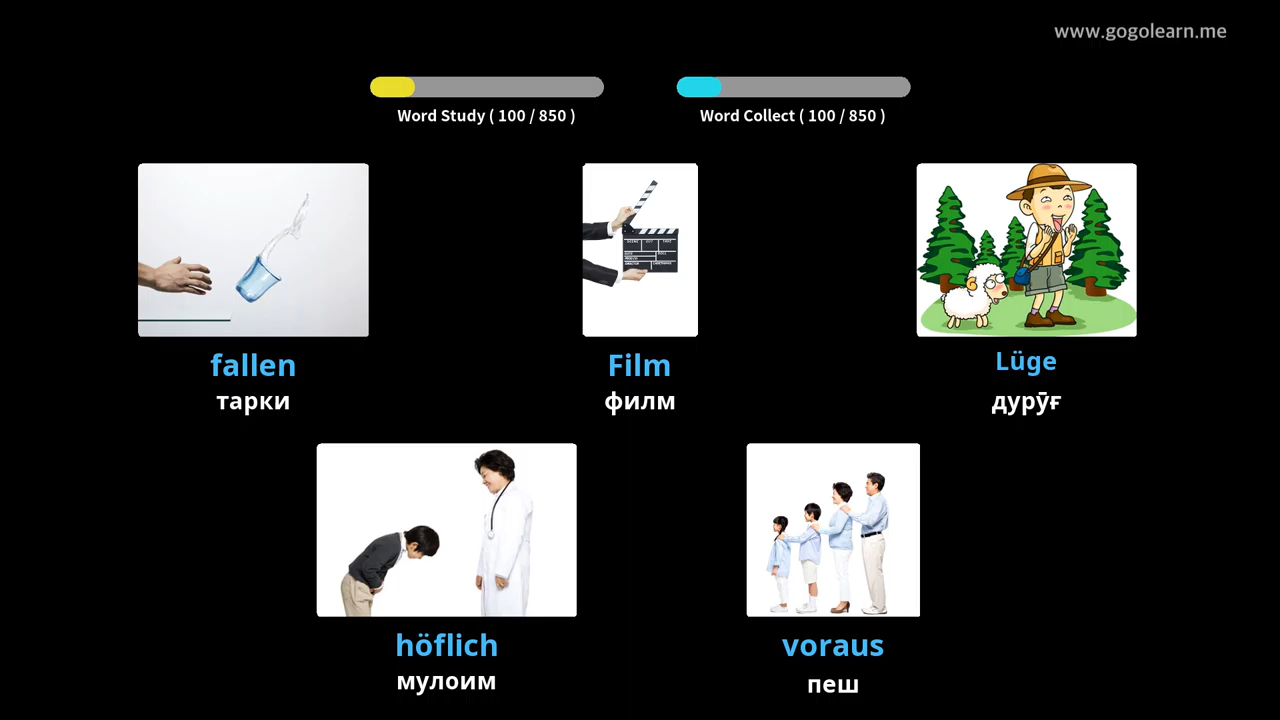 www.gogolearn.me
Word Study ( 100 / 850 )
Word Collect ( 100 / 850 )
fallen
тарки
Film
филм
Lüge
дурӯғ
höflich
мулоим
voraus
пеш